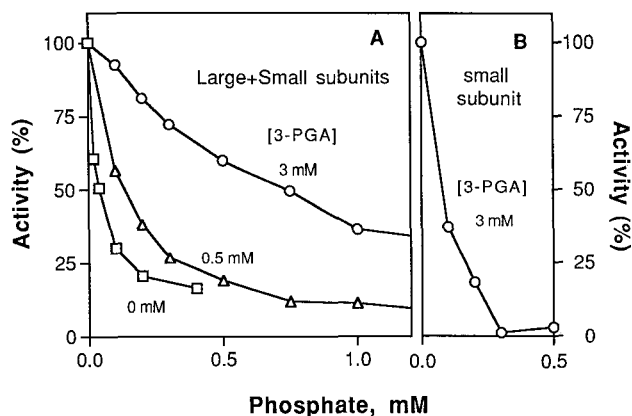 A
B
100
75
50
25
0
Activity (%)
Large+Small subunits
[3-PGA]
3 mM
0.5 mM
0 mM
0.0
0.5
1.0
small
subunit
[3-PGA]
3 mM
100
75
50
25
0
Activity (%)
0.0
0.5
Phosphate, mM